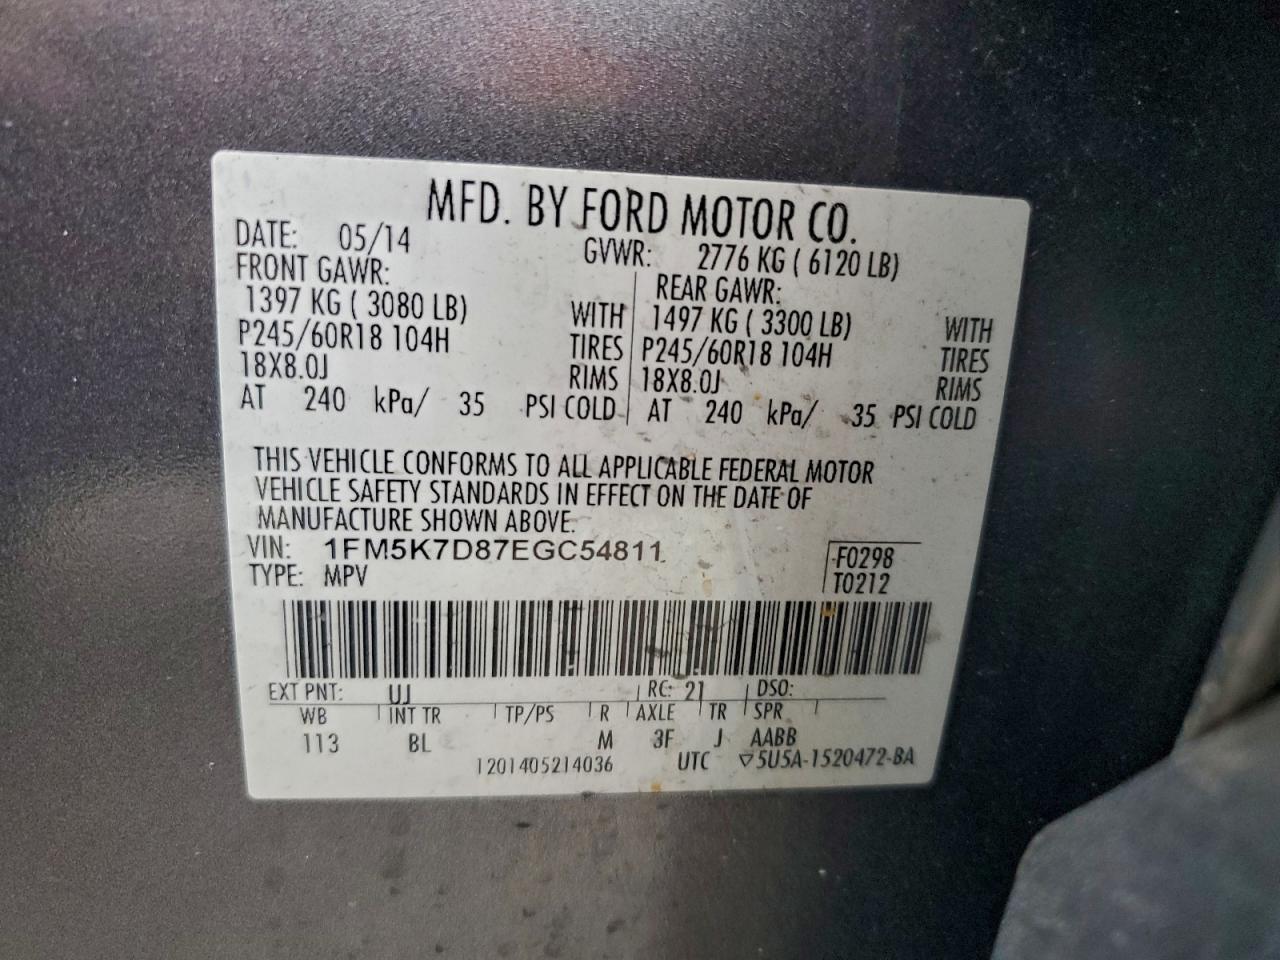 MFD. BY FORD MOTOR CO.
DATE: 05/14 GVWR: 2776 KG ( 6120 LB)
FRONT GAWR: REAR GAWR:
1397 KG ( 3080 LB) WITH 1497 KG ( 3300 LB) WITH
P245/60R18 104H TIRES P245/60R18 104H TIRES
18X8.0J RIMS 18X8.0J RIMS
AT 240 kPa/ 35 PSI COLD AT 240 kPa/ 35 PSI COLD
THIS VEHICLE CONFORMS TO ALL APPLICABLE FEDERAL MOTOR
VEHICLE SAFETY STANDARDS IN EFFECT ON THE DATE OF
MANUFACTURE SHOWN ABOVE.
VIN: 1FM5K7D87EGC54811 F0298
TYPE: MPV T0212
EXT PNT: UJ RC: 21 DSO:
WB INT TR TP/PS R AXLE TR SPR
113 BL M 3F J AABB
1201405214036 UTC ▽5U5A-1520472-BA